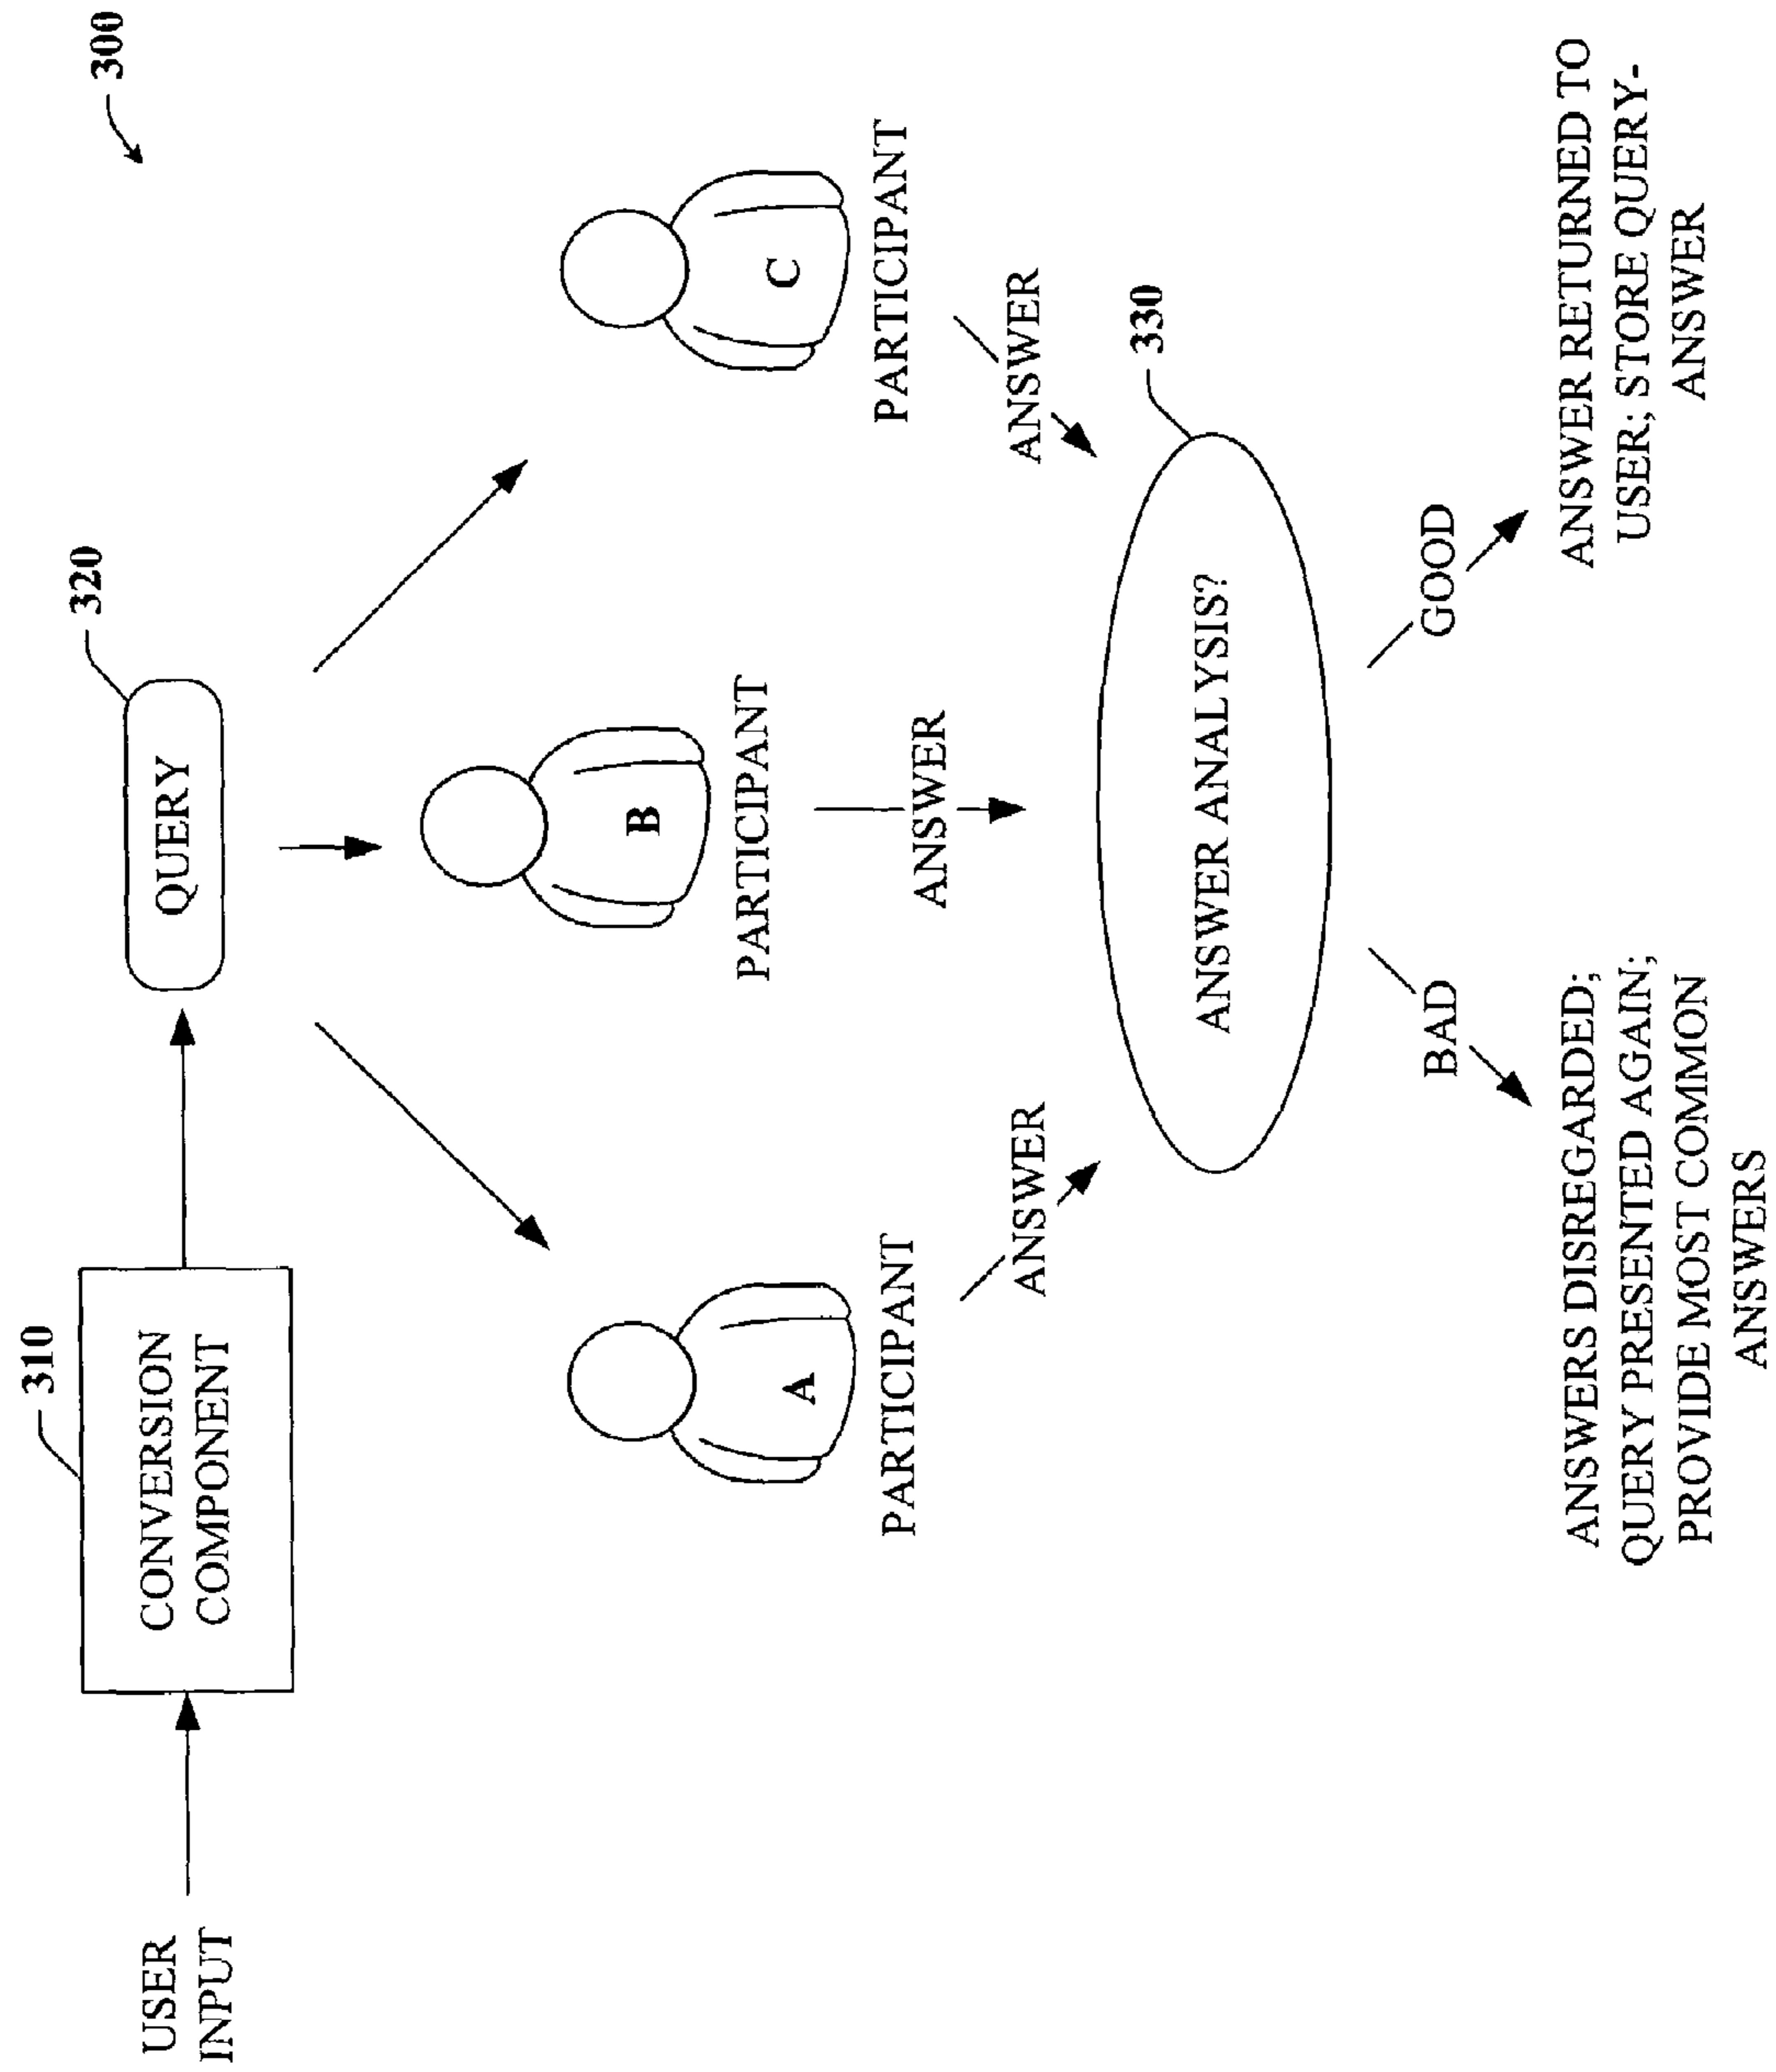 300
310
320
USER
INPUT
CONVERSION
COMPONENT
QUERY
A
B
C
PARTICIPANT
PARTICIPANT
PARTICIPANT
ANSWER
ANSWER
ANSWER
330
ANSWER ANALYSIS?
BAD
GOOD
ANSWERS DISREGARDED;
QUERY PRESENTED AGAIN;
PROVIDE MOST COMMON
ANSWERS
ANSWER RETURNED TO
USER; STORE QUERY-
ANSWER